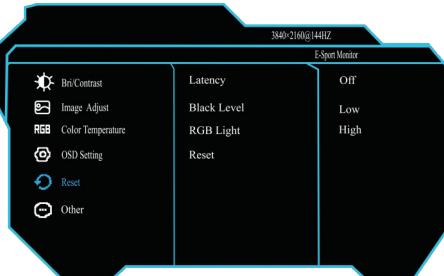 3840×2160@144HZ
E-Sport Monitor
Bri/Contrast
Image Adjust
RGB Color Temperature
OSD Setting
Reset
Other
Latency
Black Level
RGB Light
Reset
Off
Low
High